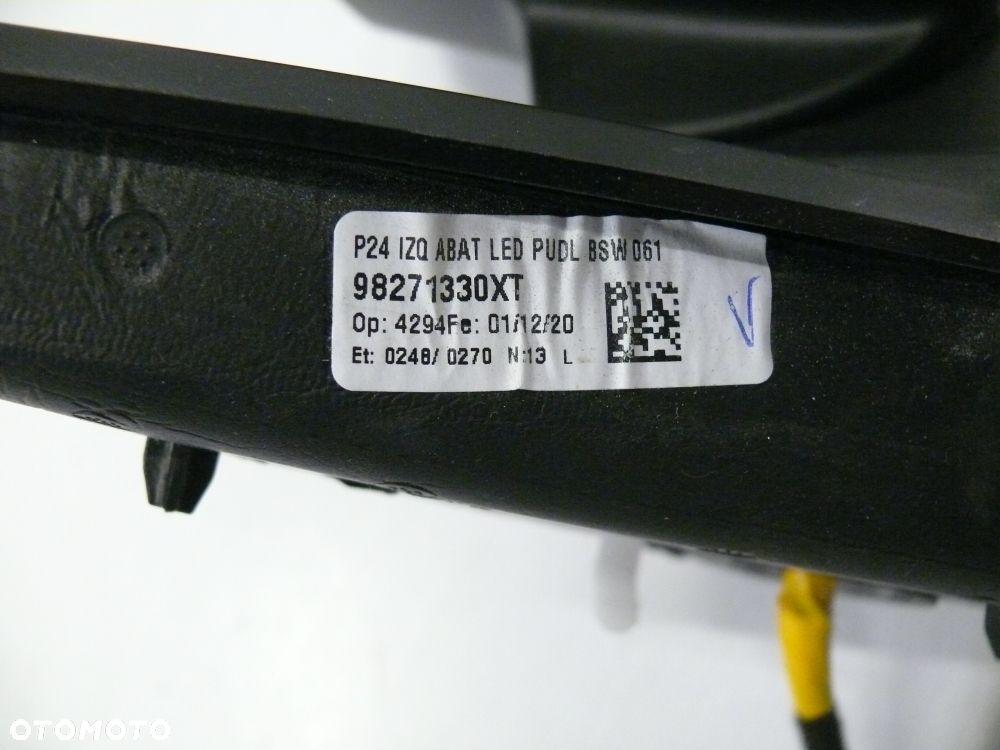 P24 IZQ ABAT LED PUDL BSW 061
98271330XT
Op: 4294Fe: 01/12/20
Et: 0248/ 0270 N:13 L
V
OTOMOTO